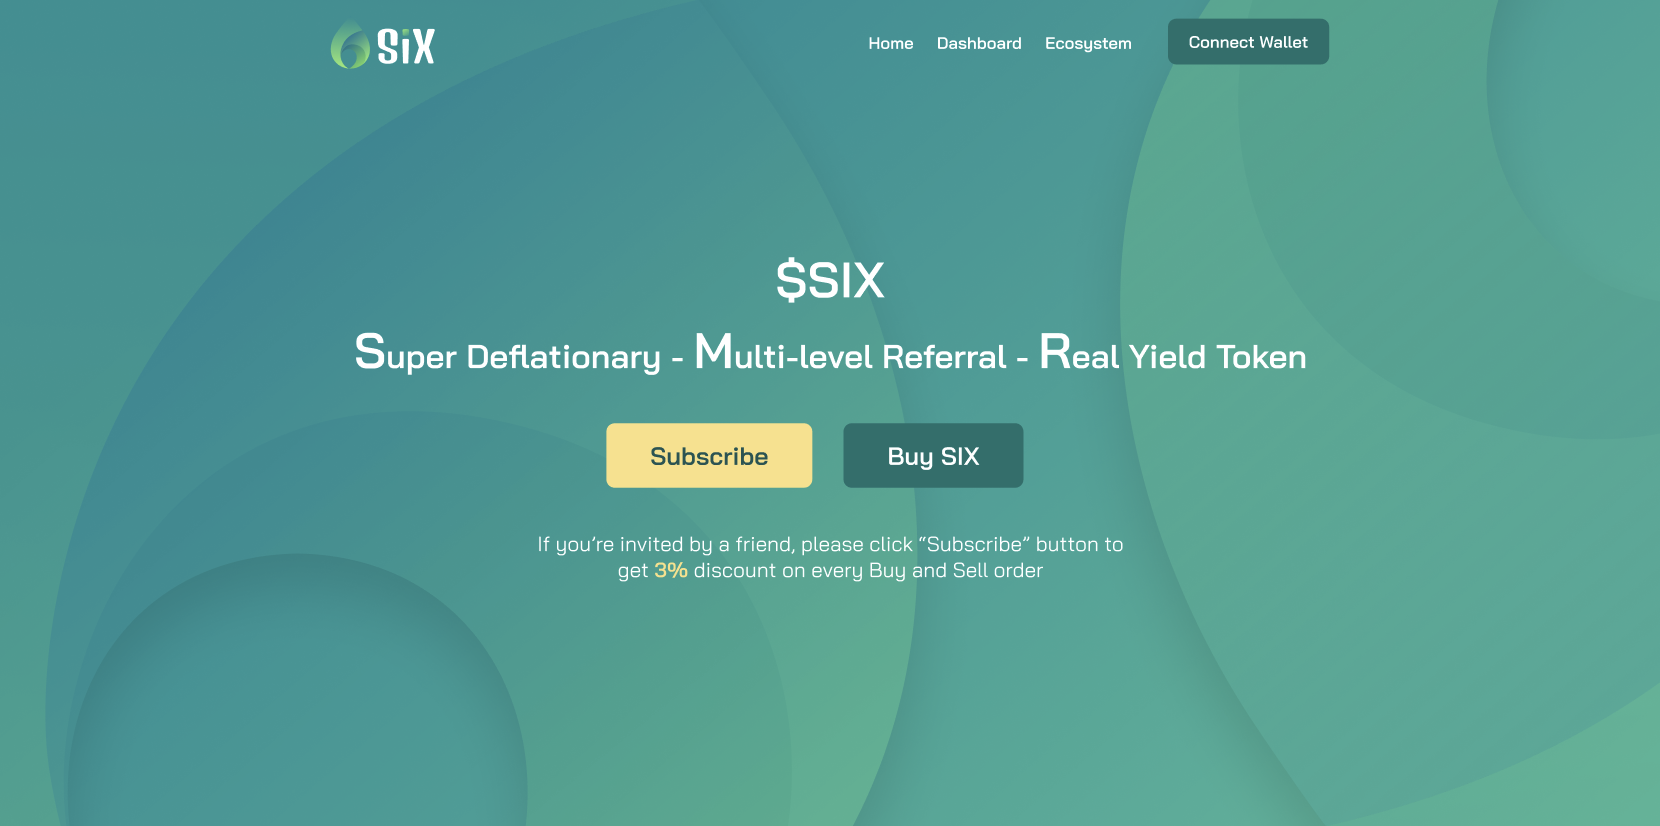 SiX
Home Dashboard Ecosystem Connect Wallet
$SIX
Super Deflationary - Multi-level Referral - Real Yield Token
Subscribe Buy SIX
If you’re invited by a friend, please click “Subscribe” button to
get 3% discount on every Buy and Sell order